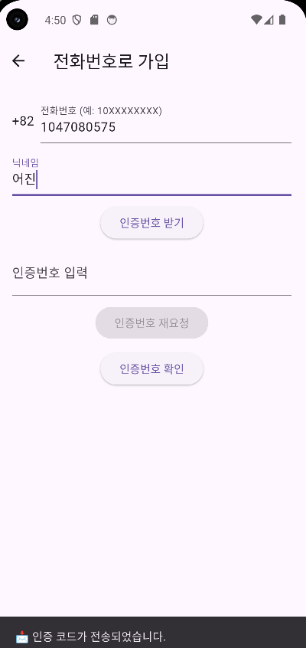 4:50
전화번호로 가입
전화번호 (예: 10XXXXXXXX)
+82 1047080575
닉네임
어진
인증번호 받기
인증번호 입력
인증번호 재요청
인증번호 확인
📩 인증 코드가 전송되었습니다.